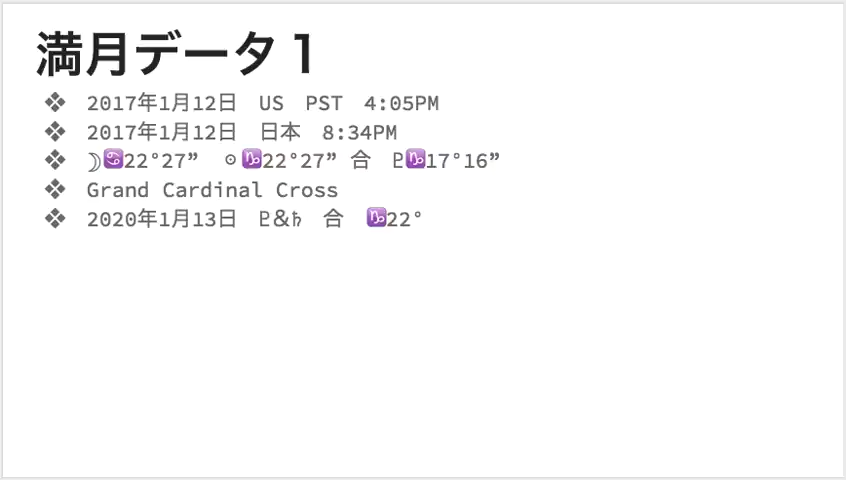 満月データ１
❖ 2017年1月12日　US　PST　4:05PM
❖ 2017年1月12日　日本　8:34PM
❖ ☽♋22°27”　☉♑22°27” 合　♇♑17°16”
❖ Grand Cardinal Cross
❖ 2020年1月13日　♇&♄　合　♑22°